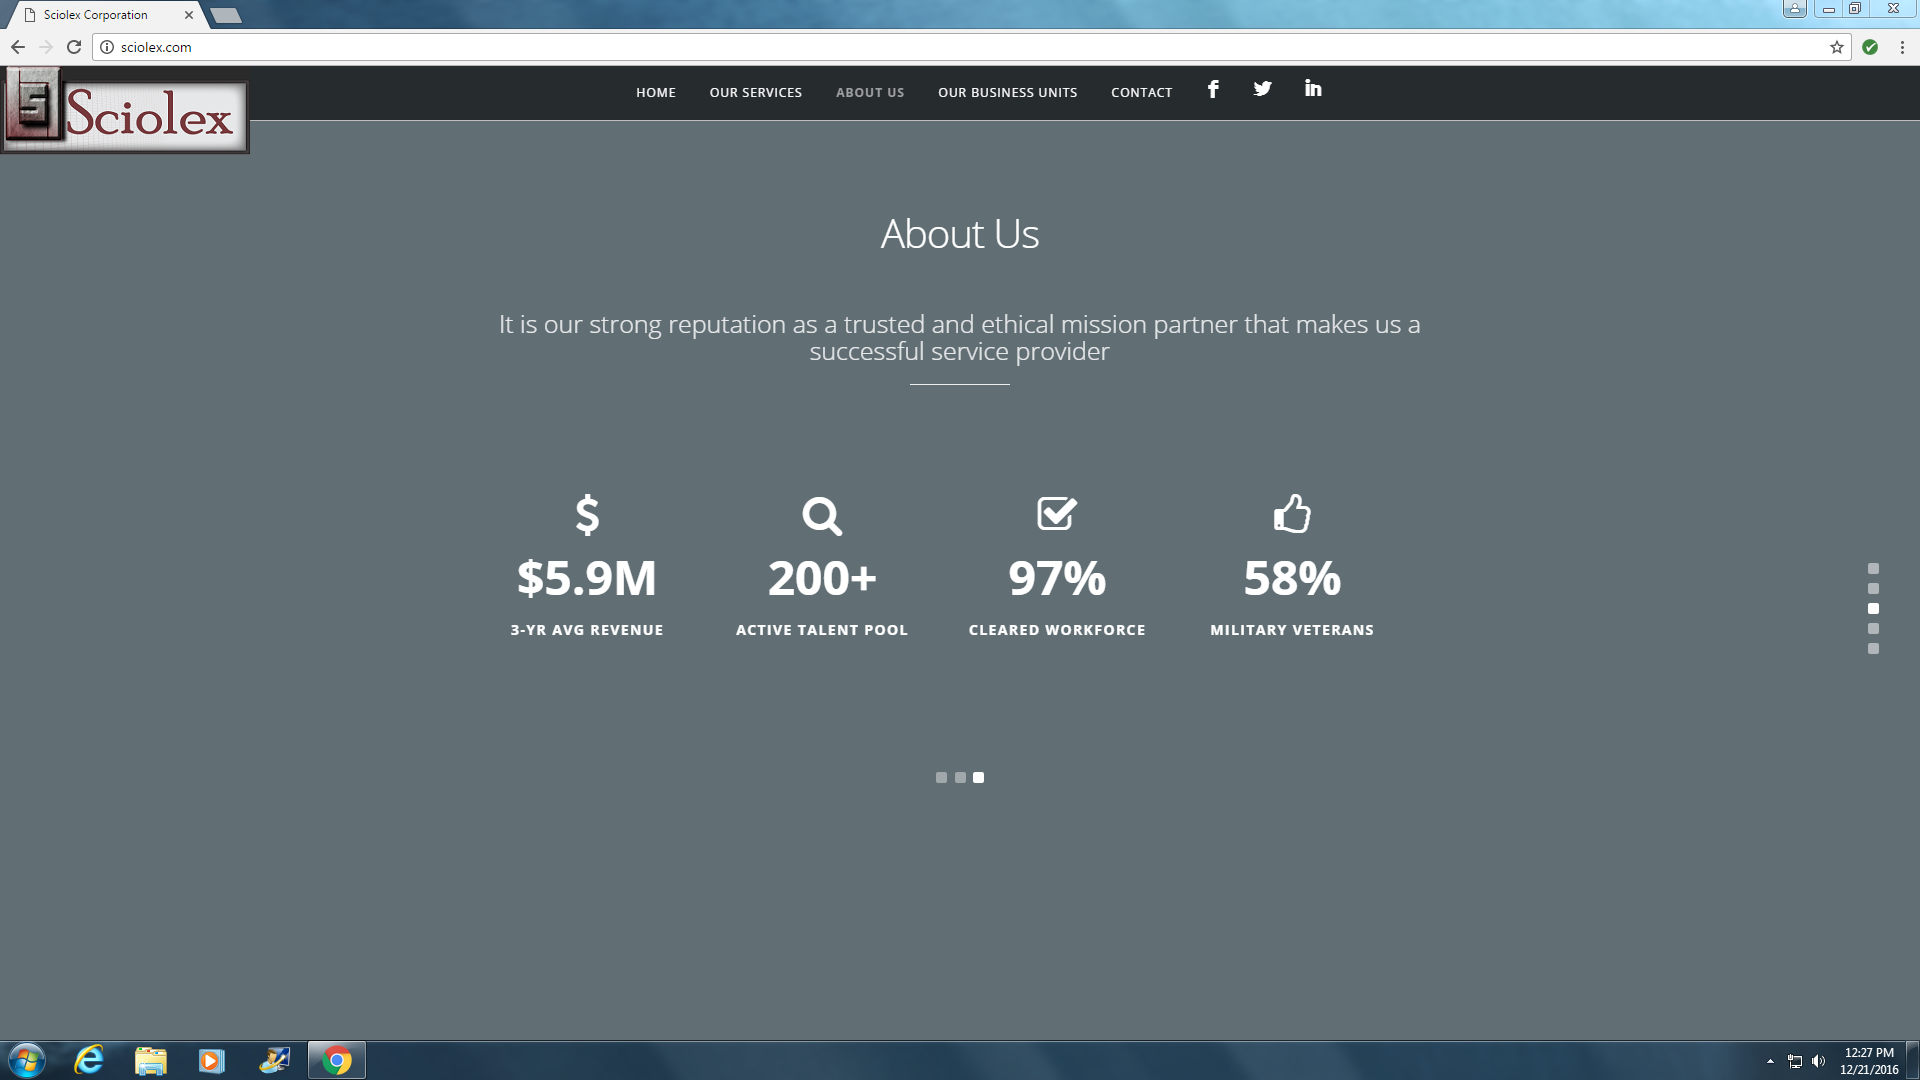 Sciolex Corporation
sciolex.com
Sciolex
HOME OUR SERVICES ABOUT US OUR BUSINESS UNITS CONTACT
About Us
It is our strong reputation as a trusted and ethical mission partner that makes us a
successful service provider
$5.9M 200+ 97% 58%
3-YR AVG REVENUE ACTIVE TALENT POOL CLEARED WORKFORCE MILITARY VETERANS
12:27 PM
12/21/2016